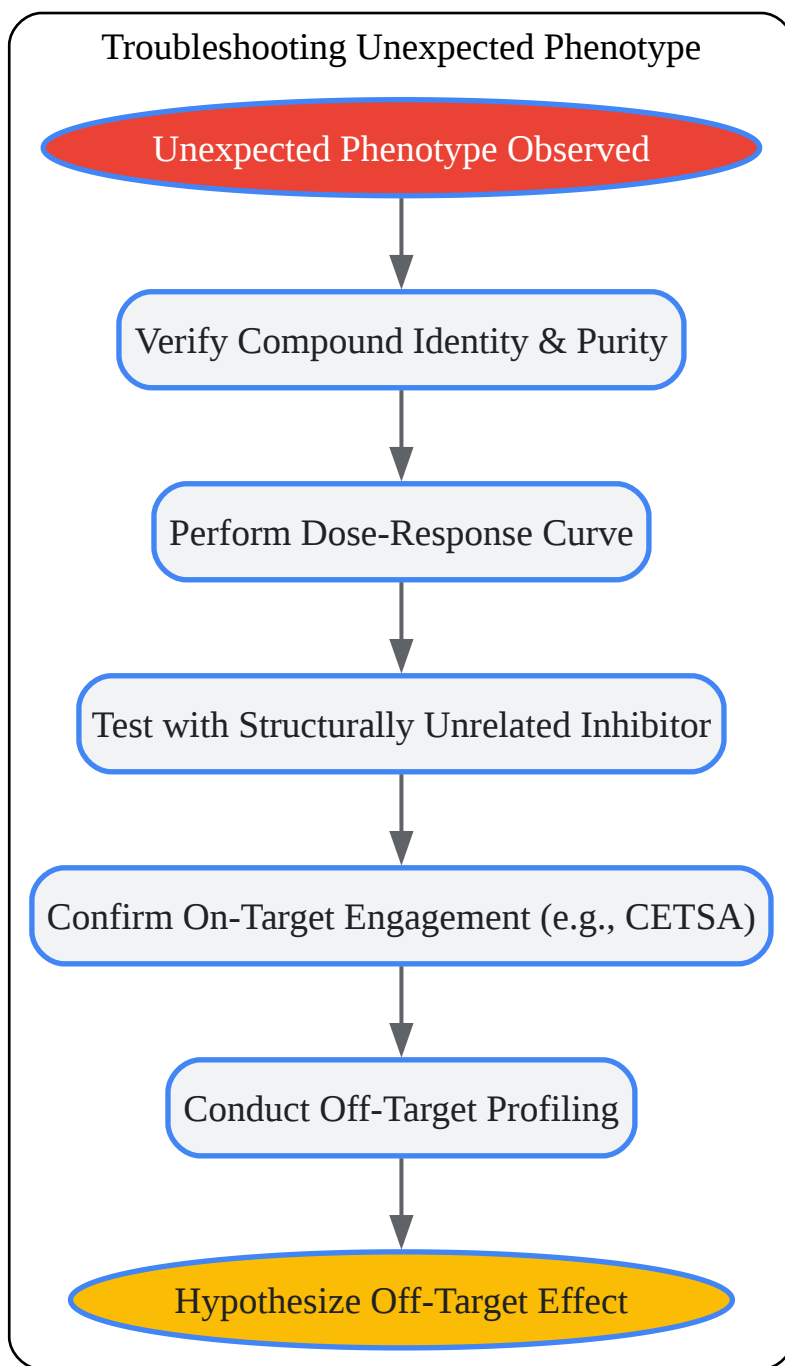 Troubleshooting Unexpected Phenotype
Unexpected Phenotype Observed
Verify Compound Identity & Purity
Perform Dose-Response Curve
Test with Structurally Unrelated Inhibitor
Confirm On-Target Engagement (e.g., CETSA)
Conduct Off-Target Profiling
Hypothesize Off-Target Effect